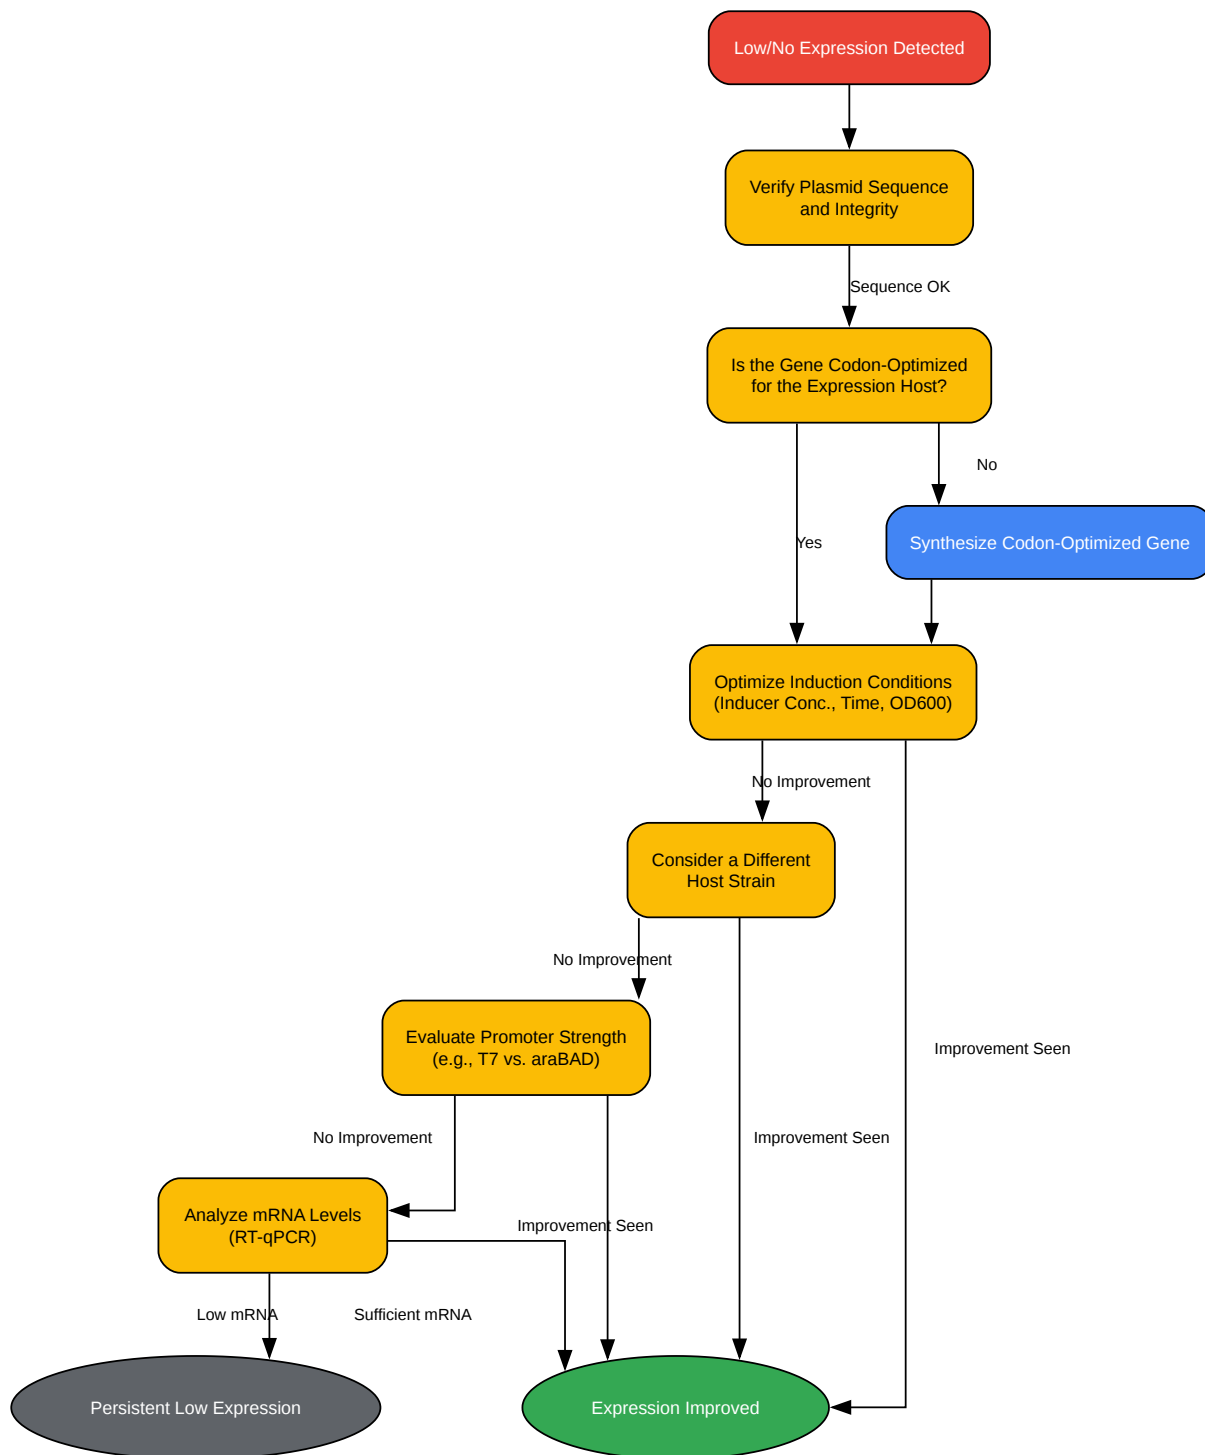 Low/No Expression Detected
Verify Plasmid Sequence
and Integrity
Sequence OK
Is the Gene Codon-Optimized
for the Expression Host?
No
Yes
Synthesize Codon-Optimized Gene
Optimize Induction Conditions
(Inducer Conc., Time, OD600)
No Improvement
Consider a Different
Host Strain
No Improvement
Evaluate Promoter Strength
(e.g., T7 vs. araBAD)
Improvement Seen
No Improvement
Improvement Seen
Analyze mRNA Levels
(RT-qPCR)
Improvement Seen
Low mRNA
Sufficient mRNA
Persistent Low Expression
Expression Improved